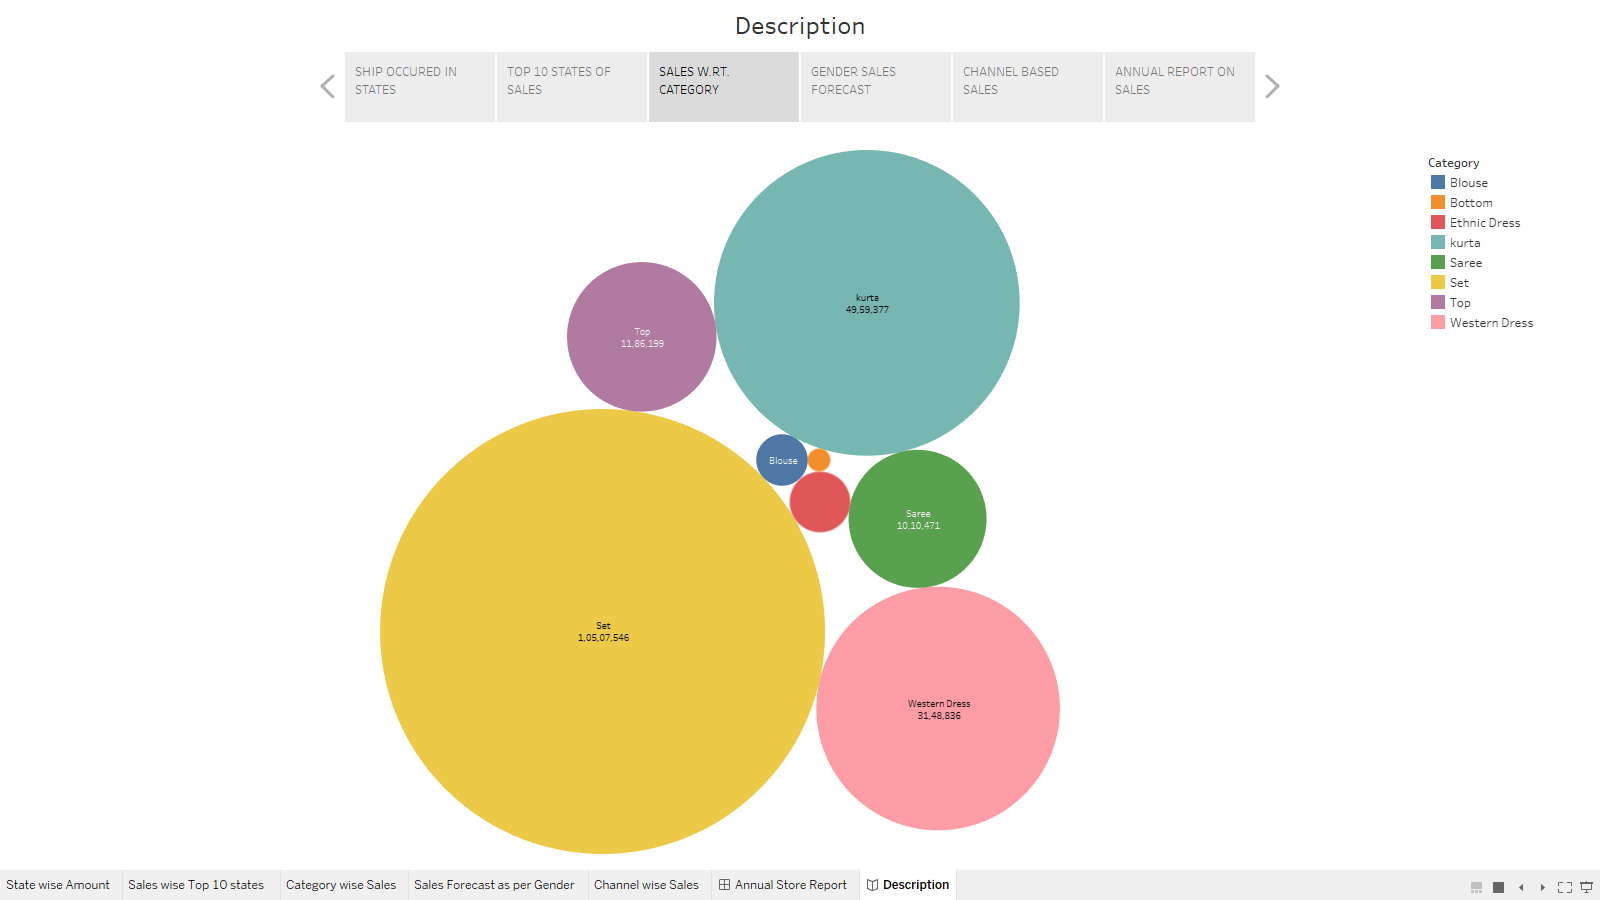 Description
SHIP OCCURED IN
STATES
TOP 10 STATES OF
SALES
SALES W.RT.
CATEGORY
GENDER SALES
FORECAST
CHANNEL BASED
SALES
ANNUAL REPORT ON
SALES
Category
Blouse
Bottom
Ethnic Dress
kurta
Saree
Set
Top
Western Dress
kurta
49,59,377
Top
11,86,199
Blouse
Saree
10,10,471
Set
1,05,07,546
Western Dress
31,48,836
State wise Amount
Sales wise Top 10 states
Category wise Sales
Sales Forecast as per Gender
Channel wise Sales
Annual Store Report
Description